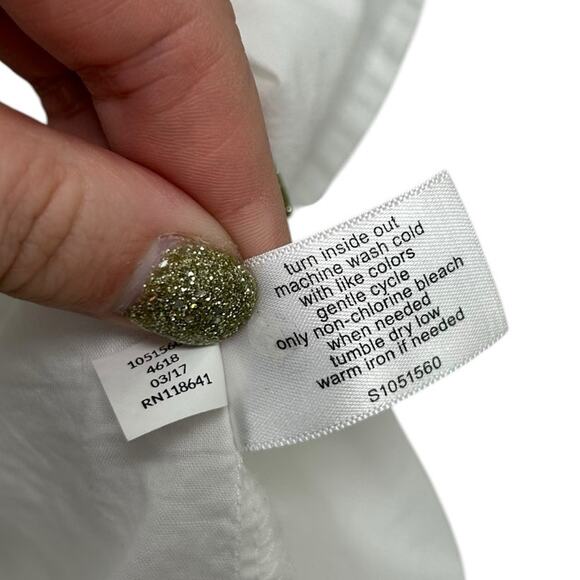 turn inside out
machine wash cold
with like colors
gentle cycle
only non-chlorine bleach
when needed
tumble dry low
warm iron if needed
S1051560
4618
03/17
RN118641